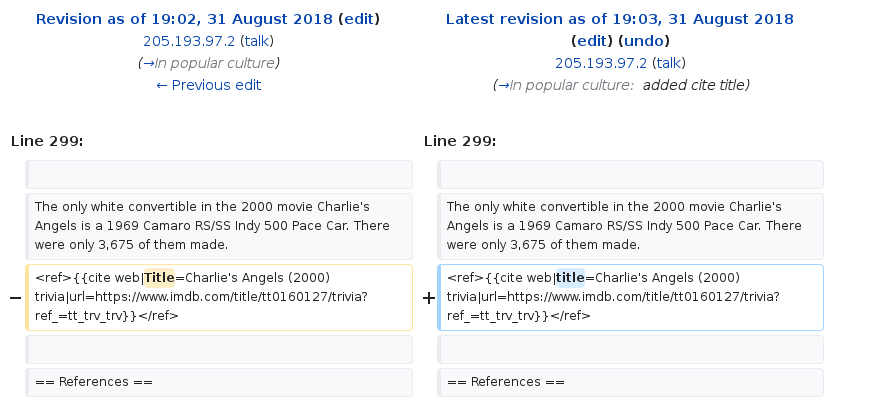 Revision as of 19:02, 31 August 2018 (edit)
205.193.97.2 (talk)
(→In popular culture)
← Previous edit
Latest revision as of 19:03, 31 August 2018
(edit) (undo)
205.193.97.2 (talk)
(→In popular culture: added cite title)
Line 299:
The only white convertible in the 2000 movie Charlie's
Angels is a 1969 Camaro RS/SS Indy 500 Pace Car. There
were only 3,675 of them made.
− <ref>{{cite web|Title=Charlie's Angels (2000)
trivia|url=https://www.imdb.com/title/tt0160127/trivia?
ref_=tt_trv_trv}}</ref>
== References ==
Line 299:
The only white convertible in the 2000 movie Charlie's
Angels is a 1969 Camaro RS/SS Indy 500 Pace Car. There
were only 3,675 of them made.
+ <ref>{{cite web|title=Charlie's Angels (2000)
trivia|url=https://www.imdb.com/title/tt0160127/trivia?
ref_=tt_trv_trv}}</ref>
== References ==